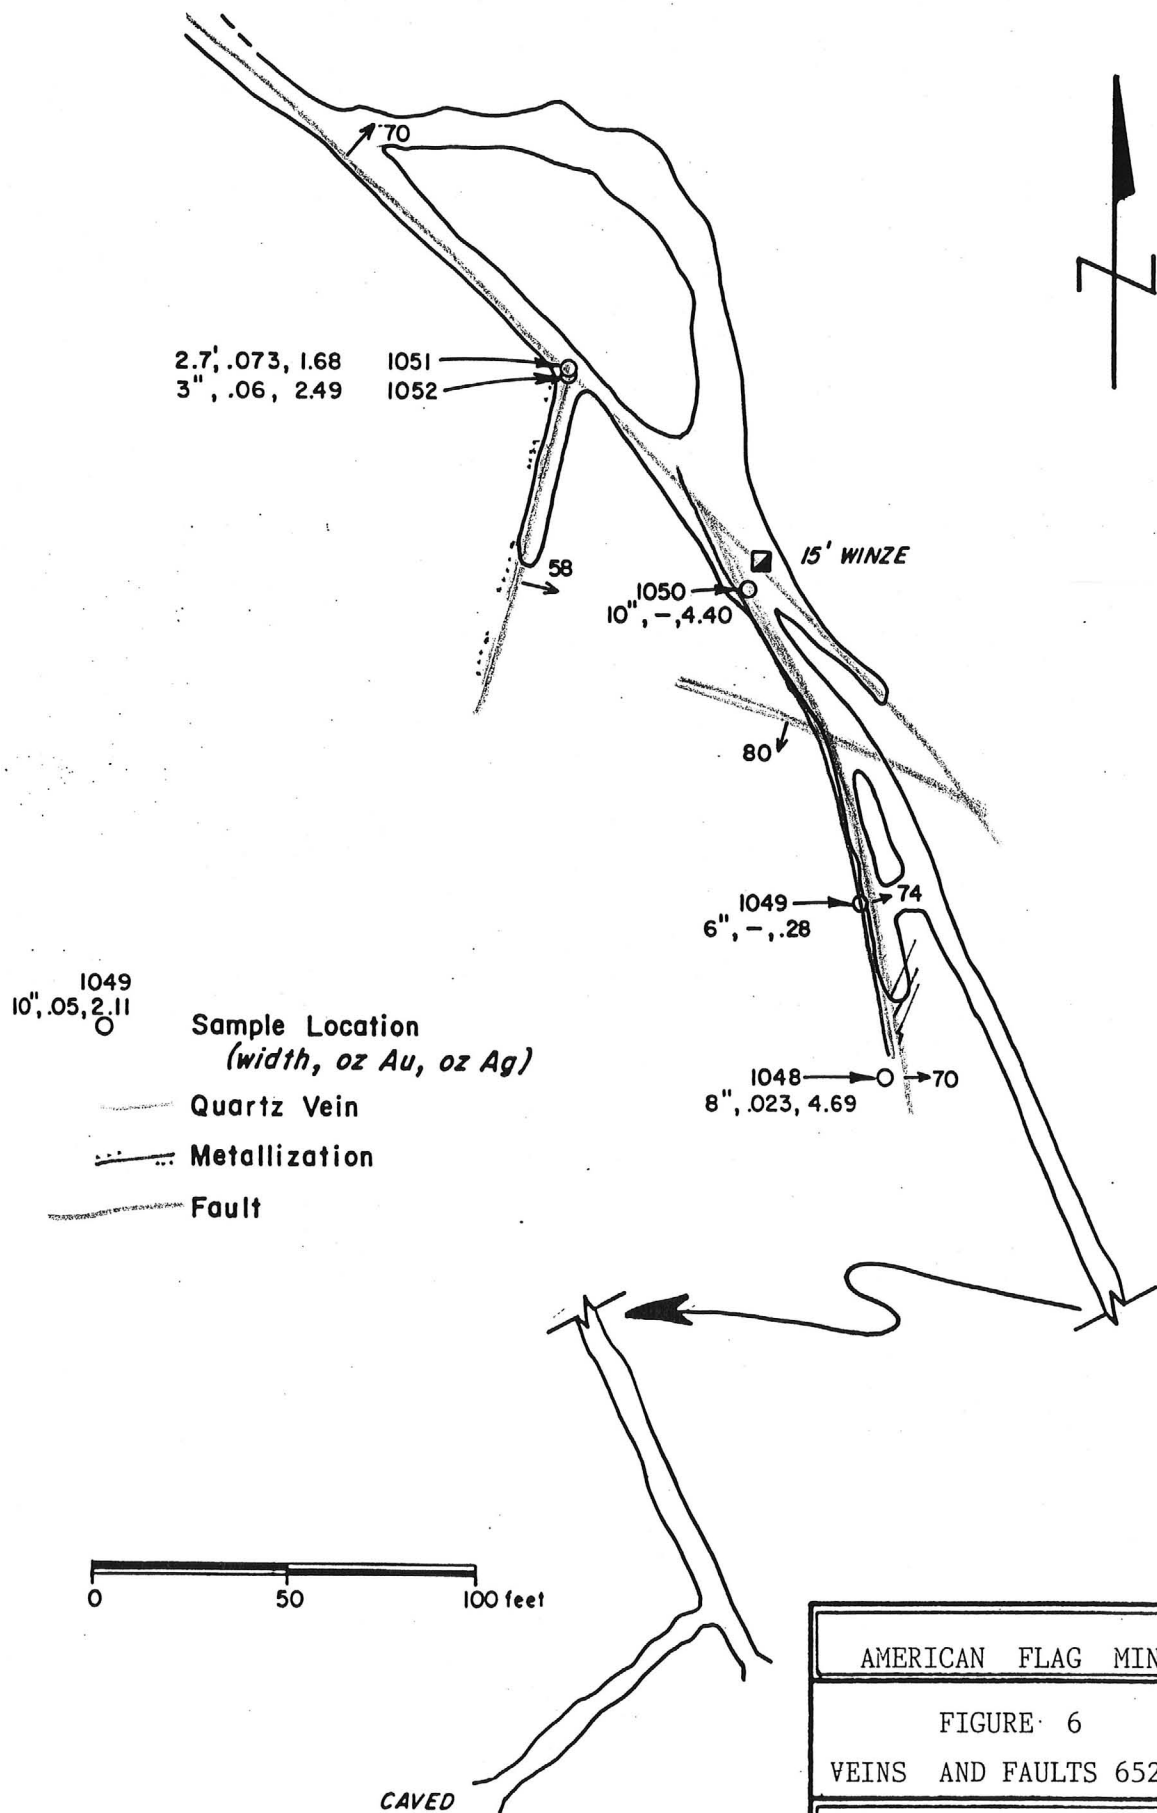 70
N
2.7', .073, 1.68 1051
3", .06, 2.49 1052
58
15' WINZE
1050
10", –, 4.40
80
1049
6", –, .28
74
1049
10", .05, 2.11
Sample Location
(width, oz Au, oz Ag)
Quartz Vein
Metallization
Fault
1048
8", .023, 4.69
70
0 50 100 feet
CAVED
AMERICAN FLAG MIN
FIGURE 6
VEINS AND FAULTS 652